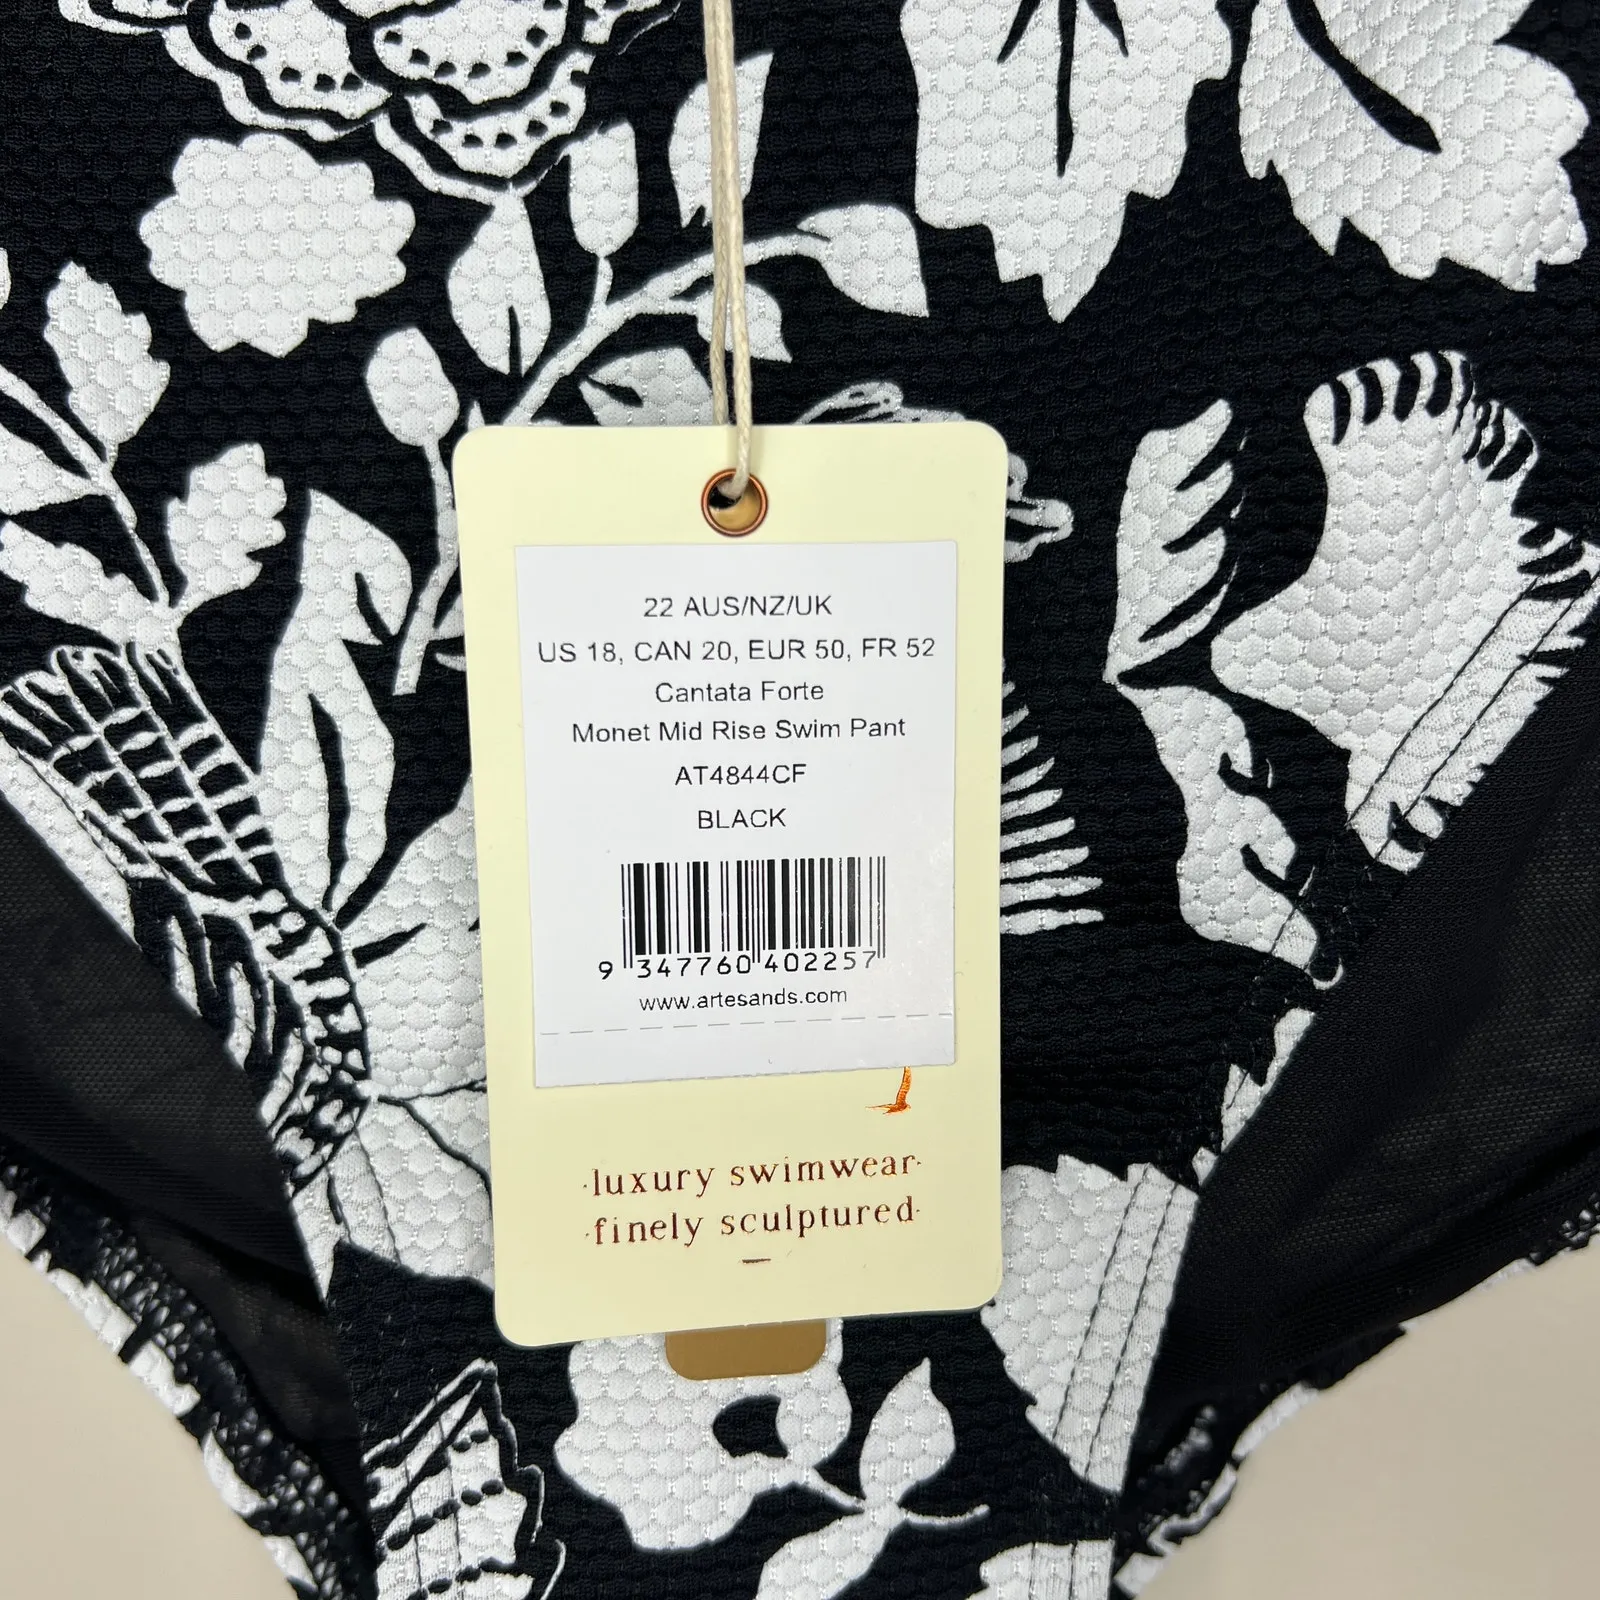 22 AUS/NZ/UK
US 18, CAN 20, EUR 50, FR 52
Cantata Forte
Monet Mid Rise Swim Pant
AT4844CF
BLACK
9 347760 402257
www.artesands.com
·luxury swimwear·
·finely sculptured·